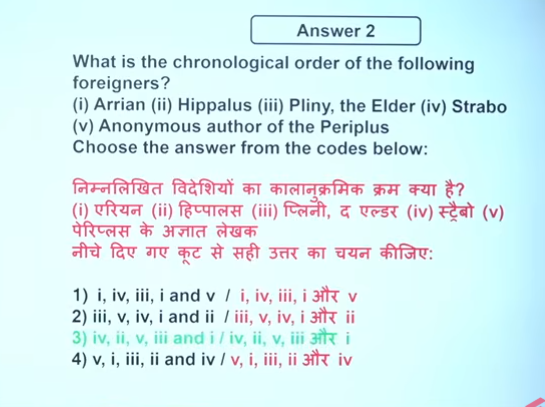 Answer 2
What is the chronological order of the following
foreigners?
(i) Arrian (ii) Hippalus (iii) Pliny, the Elder (iv) Strabo
(v) Anonymous author of the Periplus
Choose the answer from the codes below:
निम्नलिखित विदेशियों का कालानुक्रमिक क्रम क्या है?
(i) एरियन (ii) हिप्पालस (iii) प्लिनी, द एल्डर (iv) स्ट्रैबो (v)
पेरिप्लस के अज्ञात लेखक
नीचे दिए गए कूट से सही उत्तर का चयन कीजिए:
1) i, iv, iii, i and v / i, iv, iii, i और v
2) iii, v, iv, i and ii / iii, v, iv, i और ii
3) iv, ii, v, iii and i / iv, ii, v, iii और i
4) v, i, iii, ii and iv / v, i, iii, ii और iv